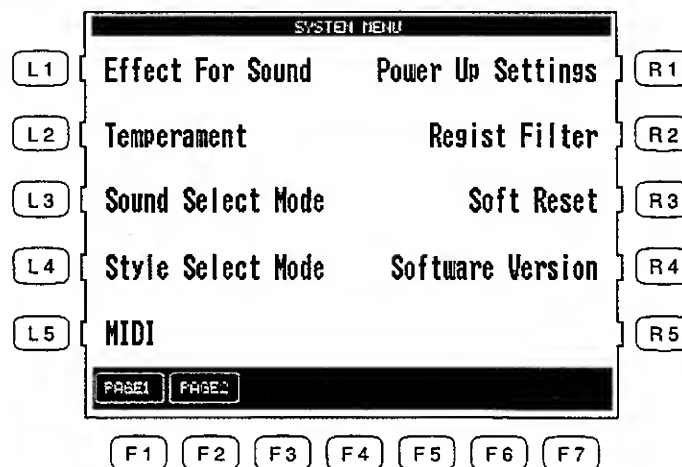 SYSTEM MENU
L1 Effect For Sound Power Up Settings R1
L2 Temperament Regist Filter R2
L3 Sound Select Mode Soft Reset R3
L4 Style Select Mode Software Version R4
L5 MIDI R5
PAGE1 PAGE2
F1 F2 F3 F4 F5 F6 F7